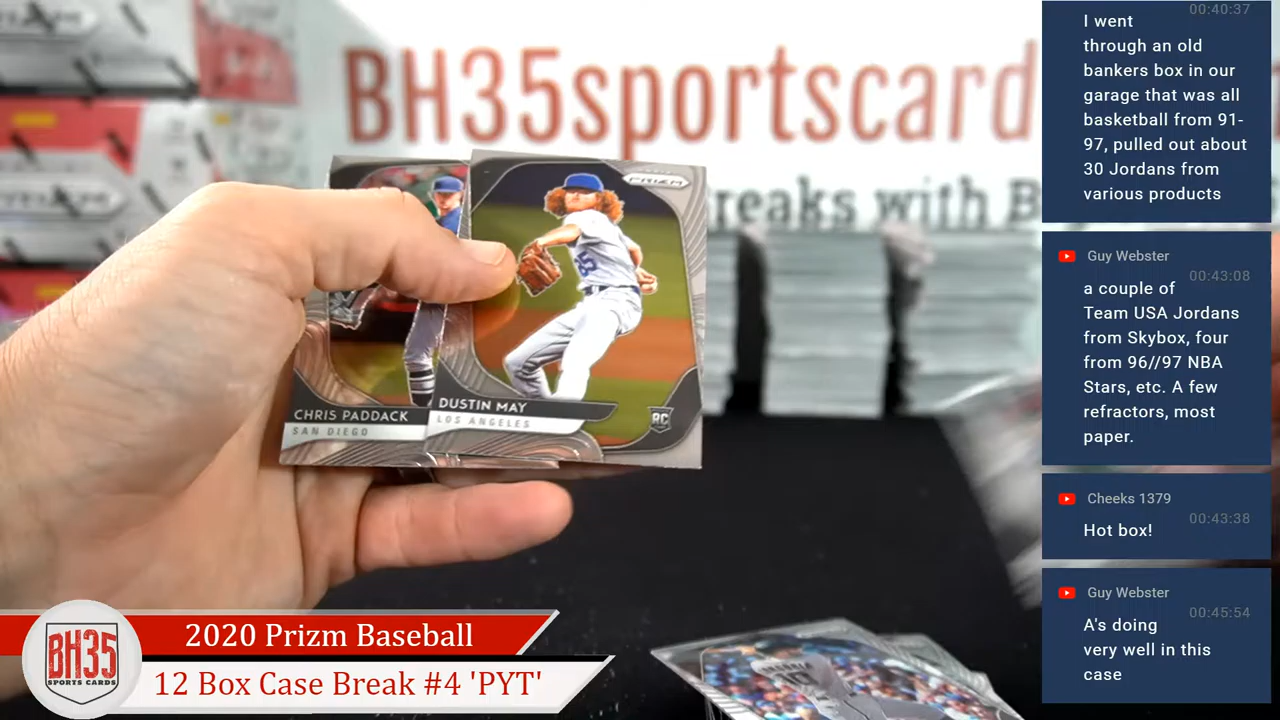 BH35sportscard
reaks with B
PRIZM
35
CHRIS PADDACK
SAN DIEGO
DUSTIN MAY
LOS ANGELES
RC
BH35
SPORTS CARDS
2020 Prizm Baseball
12 Box Case Break #4 'PYT'
00:40:37
I went
through an old
bankers box in our
garage that was all
basketball from 91-
97, pulled out about
30 Jordans from
various products
Guy Webster
00:43:08
a couple of
Team USA Jordans
from Skybox, four
from 96//97 NBA
Stars, etc. A few
refractors, most
paper.
Cheeks 1379
00:43:38
Hot box!
Guy Webster
00:45:54
A's doing
very well in this
case